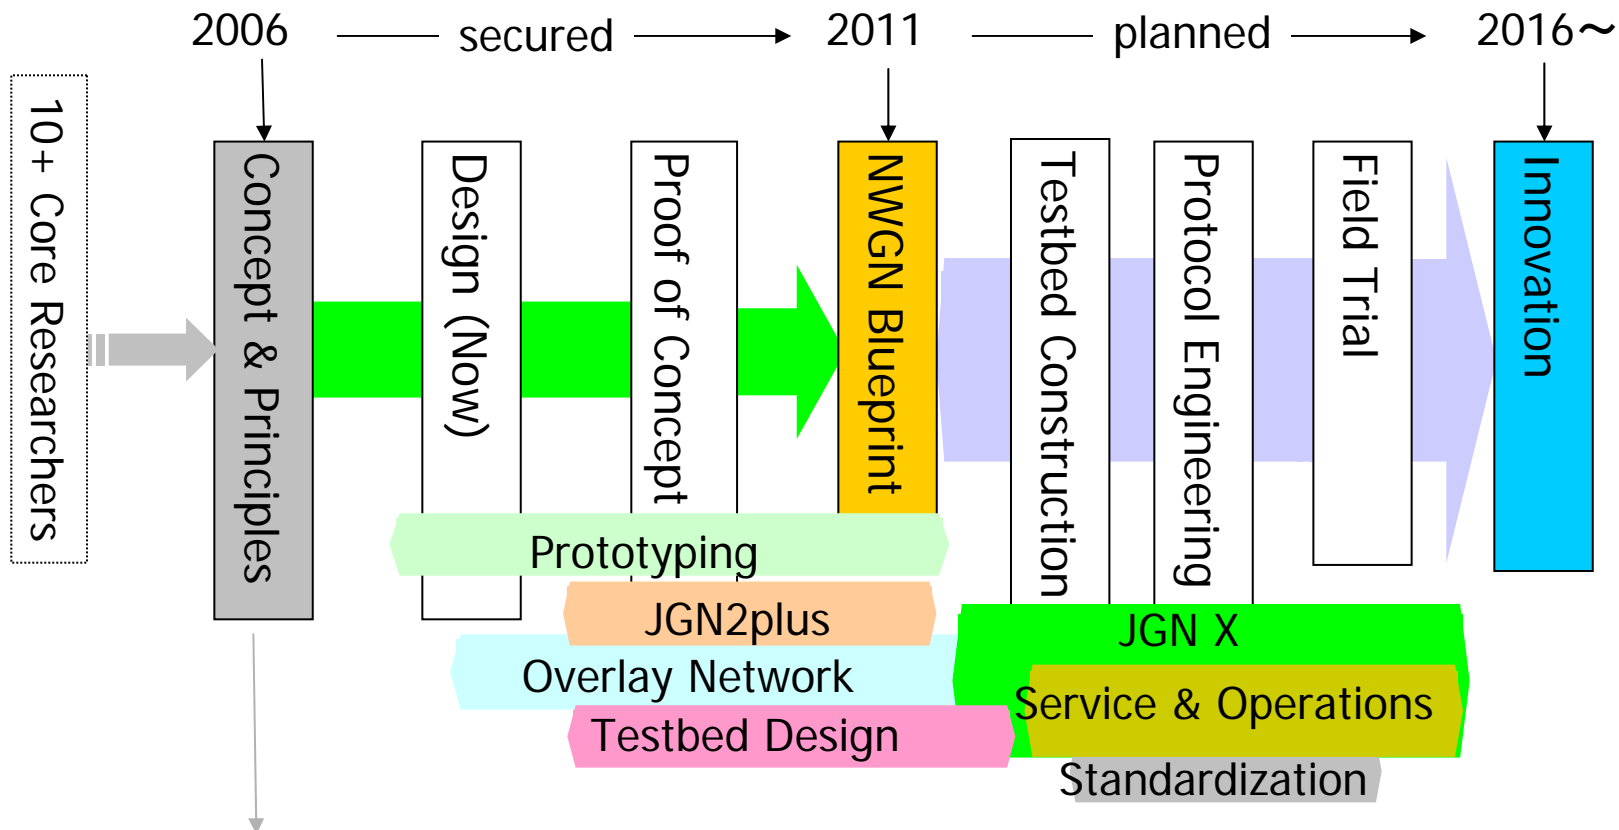 2006
secured
2011
planned
2016～
10+ Core Researchers
Concept & Principles
Design (Now)
Proof of Concept
NWGN Blueprint
Testbed Construction
Protocol Engineering
Field Trial
Innovation
Prototyping
JGN2plus
JGN X
Overlay Network
Service & Operations
Testbed Design
Standardization